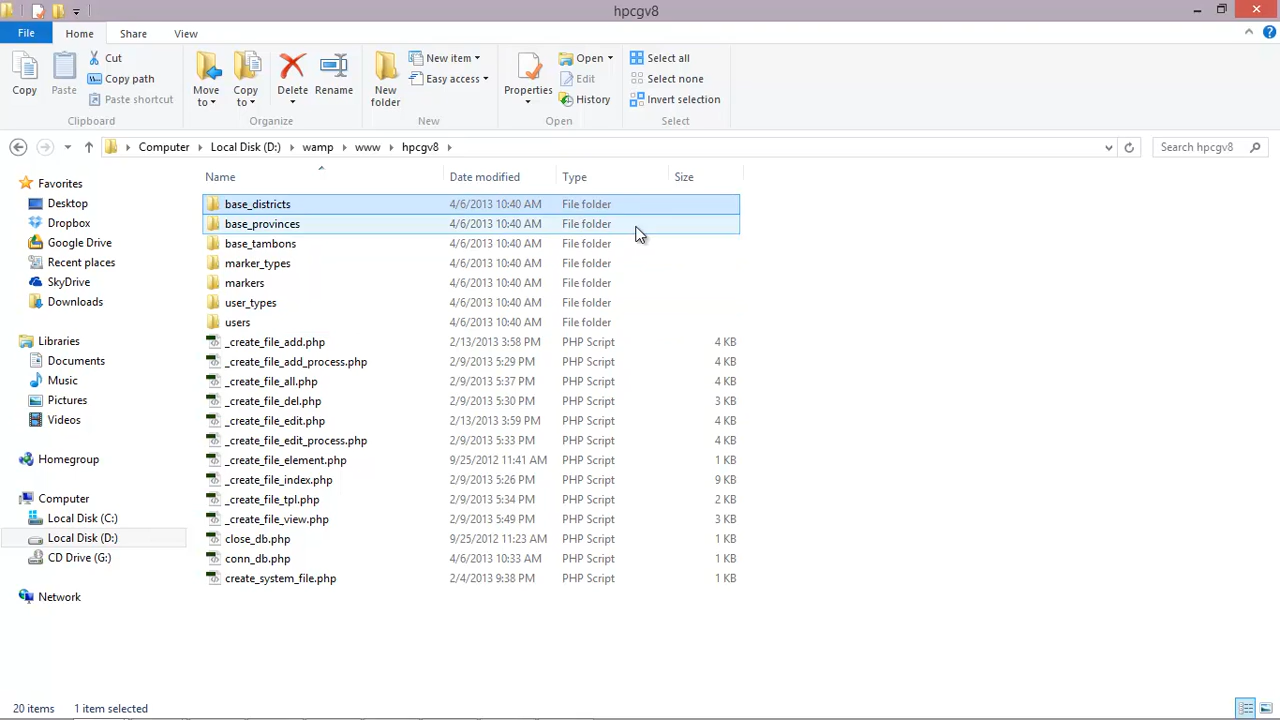 hpcgv8
File Home Share View
Copy Paste Cut Copy path Paste shortcut Move to Copy to Delete Rename New folder New item Easy access Properties Open Edit History Select all Select none Invert selection
Clipboard Organize New Open Select
Computer Local Disk (D:) wamp www hpcgv8 Search hpcgv8
Name Date modified Type Size
Favorites
Desktop
Dropbox
Google Drive
Recent places
SkyDrive
Downloads
Libraries
Documents
Music
Pictures
Videos
Homegroup
Computer
Local Disk (C:)
Local Disk (D:)
CD Drive (G:)
Network
base_districts 4/6/2013 10:40 AM File folder
base_provinces 4/6/2013 10:40 AM File folder
base_tambons 4/6/2013 10:40 AM File folder
marker_types 4/6/2013 10:40 AM File folder
markers 4/6/2013 10:40 AM File folder
user_types 4/6/2013 10:40 AM File folder
users 4/6/2013 10:40 AM File folder
_create_file_add.php 2/13/2013 3:58 PM PHP Script 4 KB
_create_file_add_process.php 2/9/2013 5:29 PM PHP Script 4 KB
_create_file_all.php 2/9/2013 5:37 PM PHP Script 4 KB
_create_file_del.php 2/9/2013 5:30 PM PHP Script 3 KB
_create_file_edit.php 2/13/2013 3:59 PM PHP Script 4 KB
_create_file_edit_process.php 2/9/2013 5:33 PM PHP Script 4 KB
_create_file_element.php 9/25/2012 11:41 AM PHP Script 1 KB
_create_file_index.php 2/9/2013 5:26 PM PHP Script 9 KB
_create_file_tpl.php 2/9/2013 5:34 PM PHP Script 2 KB
_create_file_view.php 2/9/2013 5:49 PM PHP Script 3 KB
close_db.php 9/25/2012 11:23 AM PHP Script 1 KB
conn_db.php 4/6/2013 10:33 AM PHP Script 1 KB
create_system_file.php 2/4/2013 9:38 PM PHP Script 1 KB
20 items 1 item selected